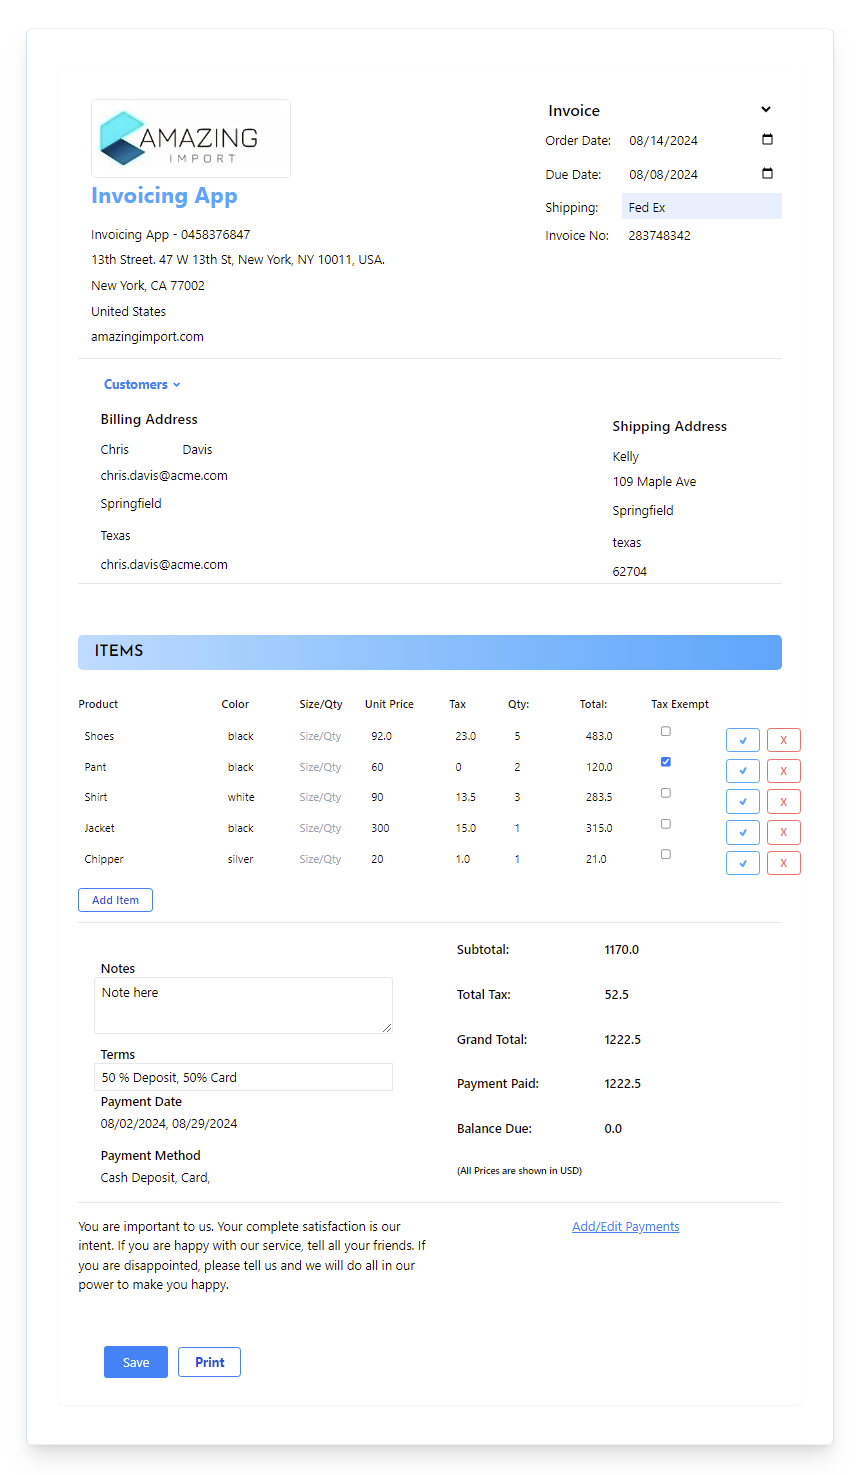 AMAZING
IMPORT
Invoicing App
Invoicing App - 0458376847
13th Street. 47 W 13th St, New York, NY 10011, USA.
New York, CA 77002
United States
amazingimport.com
Invoice
Order Date: 08/14/2024
Due Date: 08/08/2024
Shipping: Fed Ex
Invoice No: 283748342
Customers
Billing Address
Chris Davis
chris.davis@acme.com
Springfield
Texas
chris.davis@acme.com
Shipping Address
Kelly
109 Maple Ave
Springfield
texas
62704
ITEMS
Product Color Size/Qty Unit Price Tax Qty: Total: Tax Exempt
Shoes black Size/Qty 92.0 23.0 5 483.0 X
Pant black Size/Qty 60 0 2 120.0 X
Shirt white Size/Qty 90 13.5 3 283.5 X
Jacket black Size/Qty 300 15.0 1 315.0 X
Chipper silver Size/Qty 20 1.0 1 21.0 X
Add Item
Notes
Note here
Terms
50 % Deposit, 50% Card
Payment Date
08/02/2024, 08/29/2024
Payment Method
Cash Deposit, Card,
Subtotal: 1170.0
Total Tax: 52.5
Grand Total: 1222.5
Payment Paid: 1222.5
Balance Due: 0.0
(All Prices are shown in USD)
You are important to us. Your complete satisfaction is our
intent. If you are happy with our service, tell all your friends. If
you are disappointed, please tell us and we will do all in our
power to make you happy.
Add/Edit Payments
Save Print